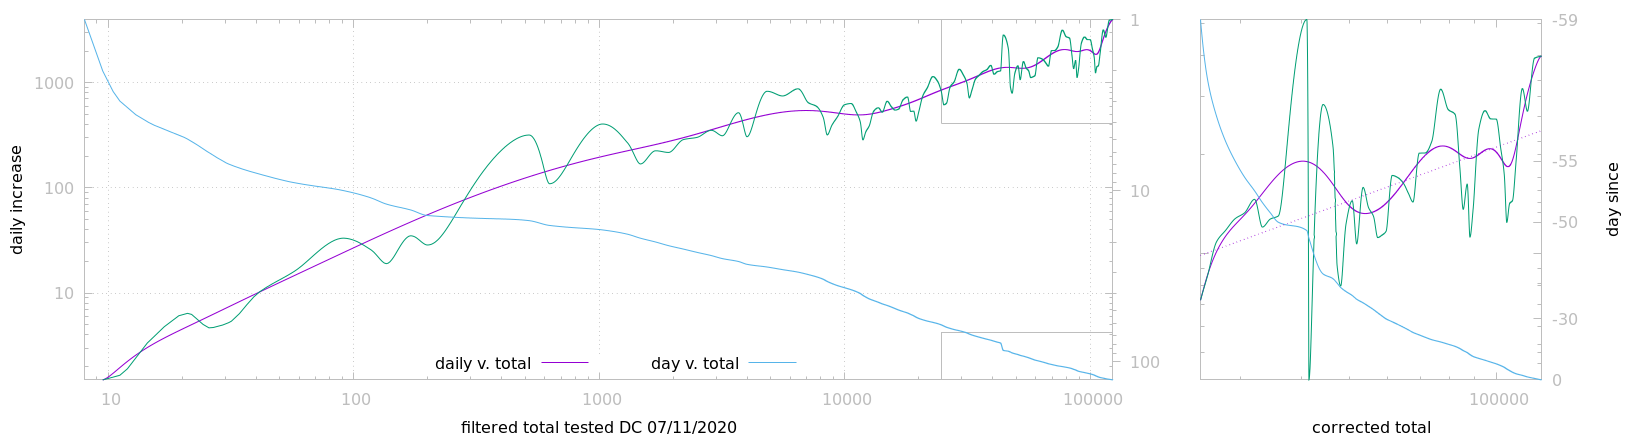 daily increase
1000
100
10
10
100
1000
10000
100000
1
10
100
daily v. total
day v. total
filtered total tested DC 07/11/2020
-59
-55
-50
-30
0
day since
100000
corrected total